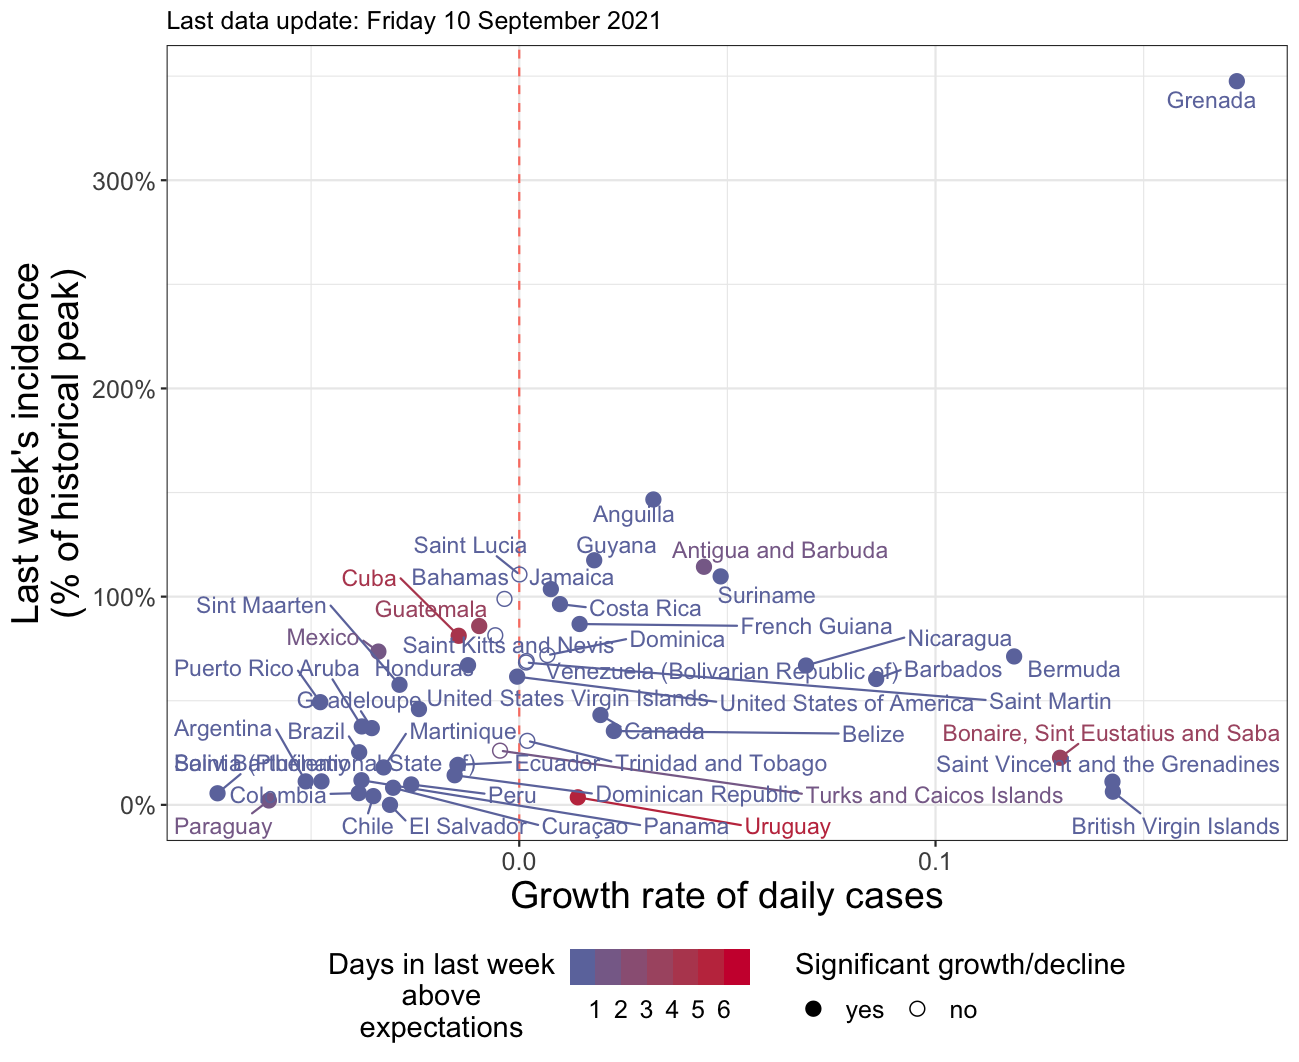 Last data update: Friday 10 September 2021
Last week's incidence
(% of historical peak)
300%
200%
100%
0%
Grenada
Anguilla
Saint Lucia
Guyana
Antigua and Barbuda
Cuba
Bahamas
Jamaica
Suriname
Sint Maarten
Guatemala
Costa Rica
French Guiana
Mexico
Saint Kitts and Nevis
Dominica
Nicaragua
Puerto Rico
Aruba
Honduras
Venezuela (Bolivarian Republic of)
Barbados
Bermuda
Guadeloupe
United States Virgin Islands
United States of America
Saint Martin
Argentina
Brazil
Martinique
Canada
Belize
Bonaire, Sint Eustatius and Saba
State of)
Ecuador
Trinidad and Tobago
Saint Vincent and the Grenadines
Colombia
Peru
Dominican Republic
Turks and Caicos Islands
Paraguay
Chile
El Salvador
Curaçao
Panama
Uruguay
British Virgin Islands
0.0
0.1
Growth rate of daily cases
Days in last week
above
expectations
1 2 3 4 5 6
Significant growth/decline
yes
no